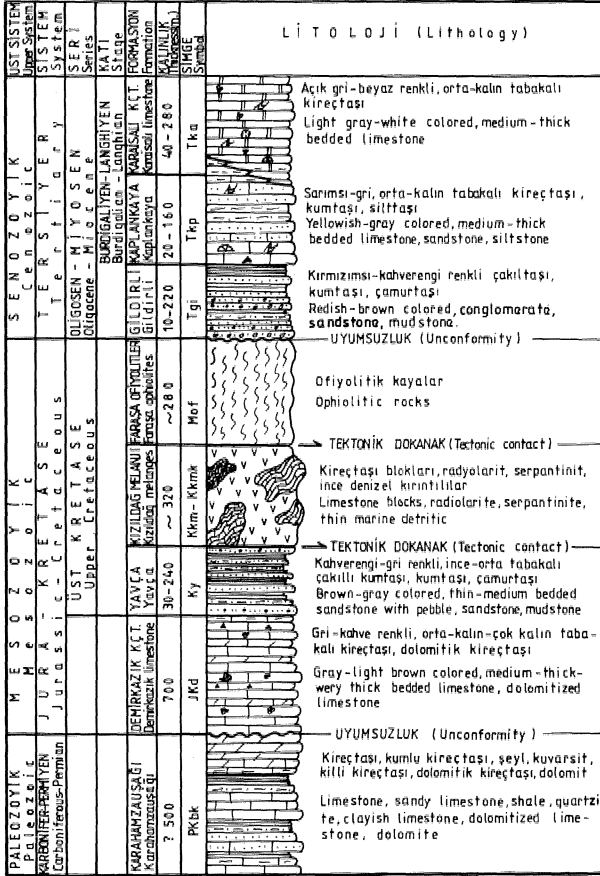 ÜST SİSTEM
Upper System
SİSTEM
System
SERİ
Series
KATI
Stage
FORMASYON
Formation
KALINLIK
Thickness(m.)
SİMGE
Symbol
LİTOLOJİ (Lithology)
SENOZOYİK
Cenozoic
TERSİYER
Tertiary
OLİGOSEN - MİYOSEN
Oligocene - Miocene
BURDİGALİYEN-LANGHİYEN
Burdigaliam - Langhian
KARAİSALI KÇT.
Karaisalı limestone
40-280
Tka
Açık gri-beyaz renkli, orta-kalın tabakalı
kireçtaşı
Light gray-white colored, medium-thick
bedded limestone
KAPLANKAYA
Kaplankaya
20-160
Tkp
Sarımsı-gri, orta-kalın tabakalı kireçtaşı,
kumtaşı, silttaşı
Yellowish-gray colored, medium-thick
bedded limestone, sandstone, siltstone
GİLDİRLİ
Gildirli
10-220
Tgi
Kırmızımsı-kahverengi renkli çakıltaşı,
kumtaşı, çamurtaşı
Redish-brown colored, conglomerate,
sandstone, mudstone.
UYUMSUZLUK (Unconformity)
MESOZOYİK
Mesozoic
JURA - KRETASE
Jurassic - Cretaceous
ÜST KRETASE
Upper Cretaceous
FARAŞA OFİYOLİTLERİ
Faraşa ophiolites
~280
Mof
Ofiyolitik kayalar
Ophiolitic rocks
TEKTONİK DOKANAK (Tectonic contact)
KIZILDAĞ MELANJI
Kızıldağ melanges
~ 320
Kkm-Kkmk
Kireçtaşı blokları, radyolarit, serpantinit,
ince denizel kırıntılılar
Limestone blocks, radiolarite, serpantinite,
thin marine detritic
TEKTONİK DOKANAK (Tectonic contact)
YAVÇA
Yavça
30-240
Ky
Kahverengi-gri renkli, ince-orta tabakalı
çakıllı kumtaşı, kumtaşı, çamurtaşı
Brown-gray colored, thin-medium bedded
sandstone with pebble, sandstone, mudstone
DEMİRKAZIK KÇT.
Demirkazık limestone
700
JKd
Gri-kahve renkli, orta-kalın-çok kalın taba-
kalı kireçtaşı, dolomitik kireçtaşı
Gray-light brown colored, medium-thick-
wery thick bedded limestone, dolomitized
limestone
UYUMSUZLUK (Unconformity)
PALEOZOYİK
Paleozoic
KARBONİFER-PERMİYEN
Carboniferous-Permian
KARAHAMZAUŞAĞI
Karahamzauşağı
? 500
PKbk
Kireçtaşı, kumlu kireçtaşı, şeyl, kuvarsit,
killi kireçtaşı, dolomitik kireçtaşı, dolomit
Limestone, sandy limestone, shale, quartzi
te, clayish limestone, dolomitized lime-
stone, dolomite